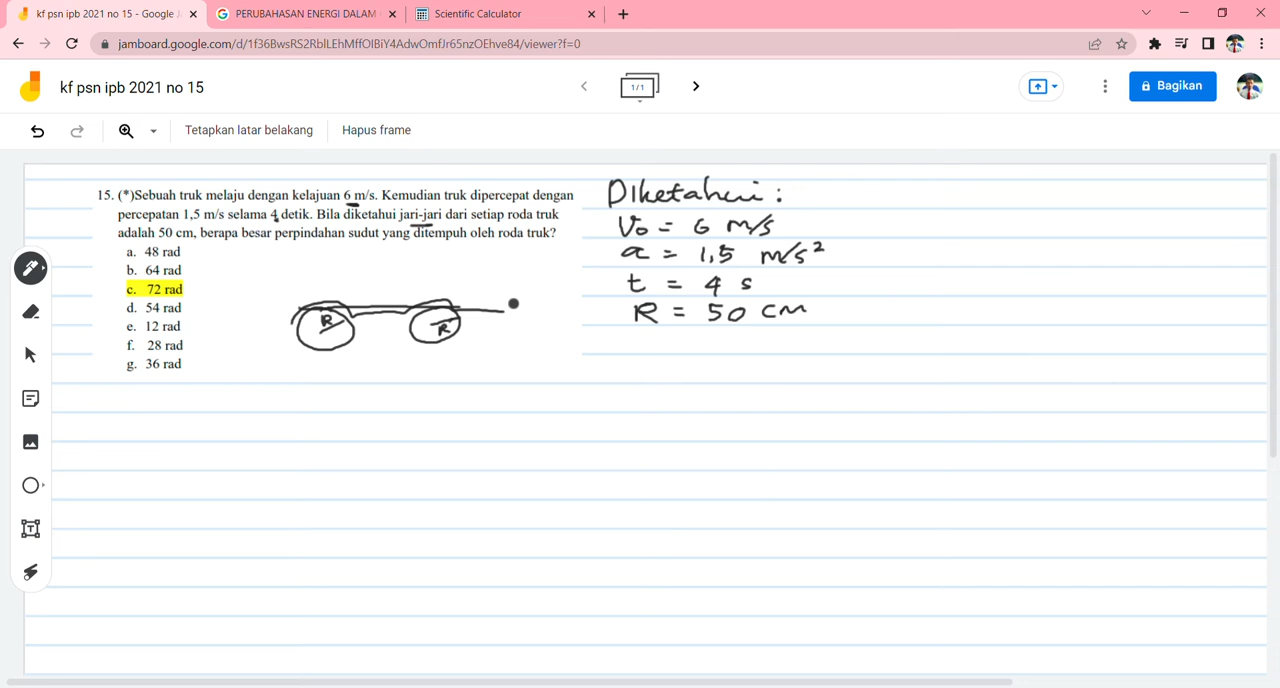 kf psn ipb 2021 no 15 - Google J
PERUBAHASAN ENERGI DALAM
Scientific Calculator
jamboard.google.com/d/1f36BwsRS2RblLEhMffOIBiY4AdwOmfJr65nzOEhve84/viewer?f=0
kf psn ipb 2021 no 15
1/1
Bagikan
Tetapkan latar belakang
Hapus frame
15. (*)Sebuah truk melaju dengan kelajuan 6 m/s. Kemudian truk dipercepat dengan
percepatan 1,5 m/s selama 4 detik. Bila diketahui jari-jari dari setiap roda truk
adalah 50 cm, berapa besar perpindahan sudut yang ditempuh oleh roda truk?
a. 48 rad
b. 64 rad
c. 72 rad
d. 54 rad
e. 12 rad
f. 28 rad
g. 36 rad
R
R
Diketahui :
V₀ = 6 m/s
a = 1,5 m/s²
t = 4 s
R = 50 cm